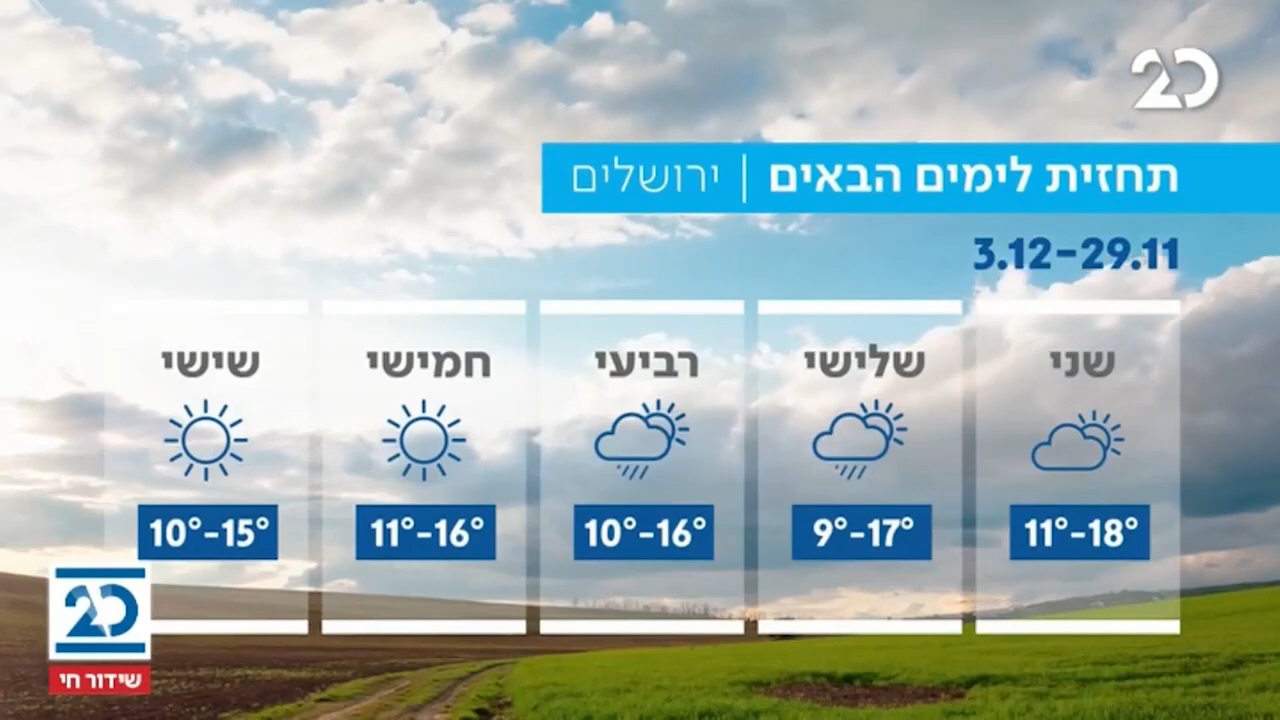 20
תחזית לימים הבאים | ירושלים
3.12-29.11
שני
11°-18°
שלישי
9°-17°
רביעי
10°-16°
חמישי
11°-16°
שישי
10°-15°
20
שידור חי